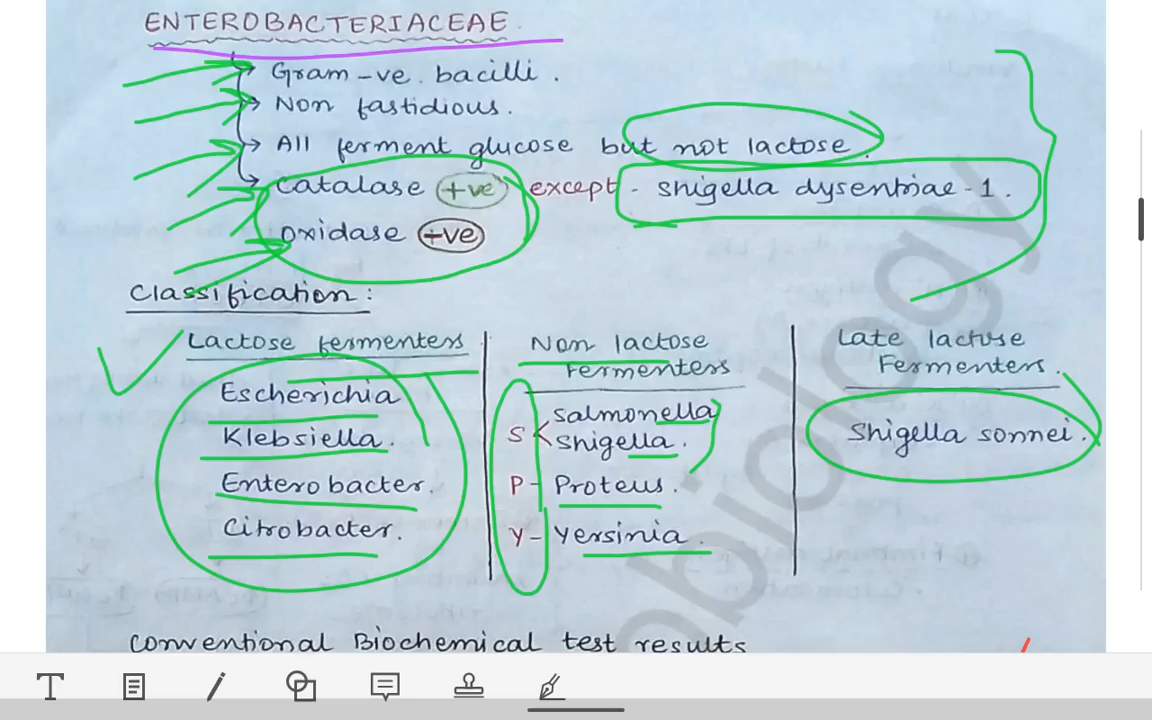 ENTEROBACTERIACEAE
Gram -ve bacilli.
Non fastidious.
All ferment glucose but not lactose.
Catalase +ve except - Shigella dysentriae - 1.
oxidase +ve
Classification:
Lactose fermenters
Escherichia
Klebsiella.
Enterobacter.
Citrobacter.
Non lactose
Fermenters
S < Salmonella
Shigella.
P - Proteus.
Y - Yersinia.
Late lactose
Fermenters.
Shigella sonnei.
Conventional Biochemical test results
obiology
T